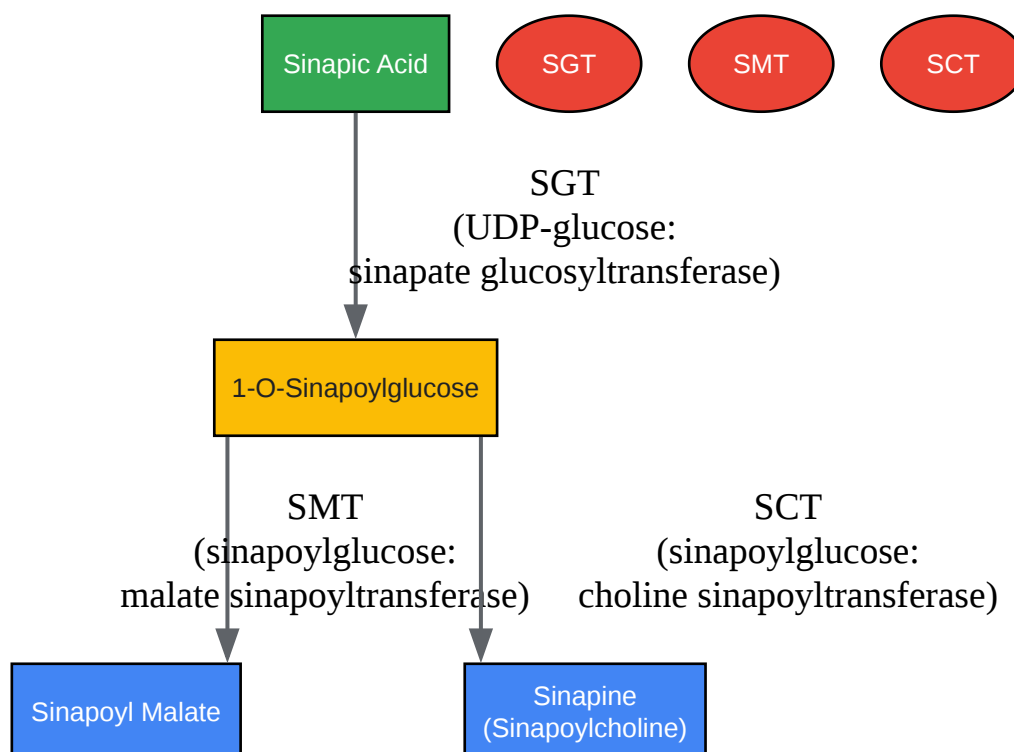 Sinapic Acid
SGT
SMT
SCT
SGT
(UDP-glucose:
sinapate glucosyltransferase)
1-O-Sinapoylglucose
SMT
(sinapoylglucose:
malate sinapoyltransferase)
SCT
(sinapoylglucose:
choline sinapoyltransferase)
Sinapoyl Malate
Sinapine
(Sinapoylcholine)